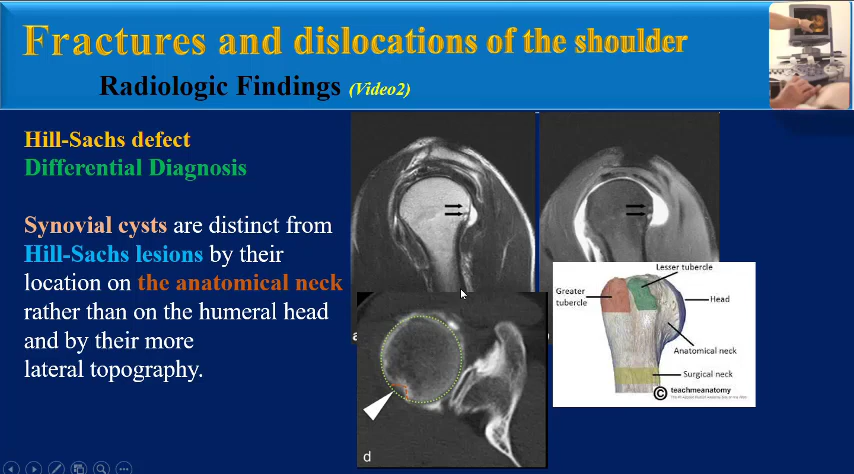 Fractures and dislocations of the shoulder
Radiologic Findings (Video2)
Hill-Sachs defect
Differential Diagnosis
Synovial cysts are distinct from
Hill-Sachs lesions by their
location on the anatomical neck
rather than on the humeral head
and by their more
lateral topography.
a
d
Lesser tubercle
Greater
tubercle
Head
Anatomical neck
Surgical neck
© teachmeanatomy